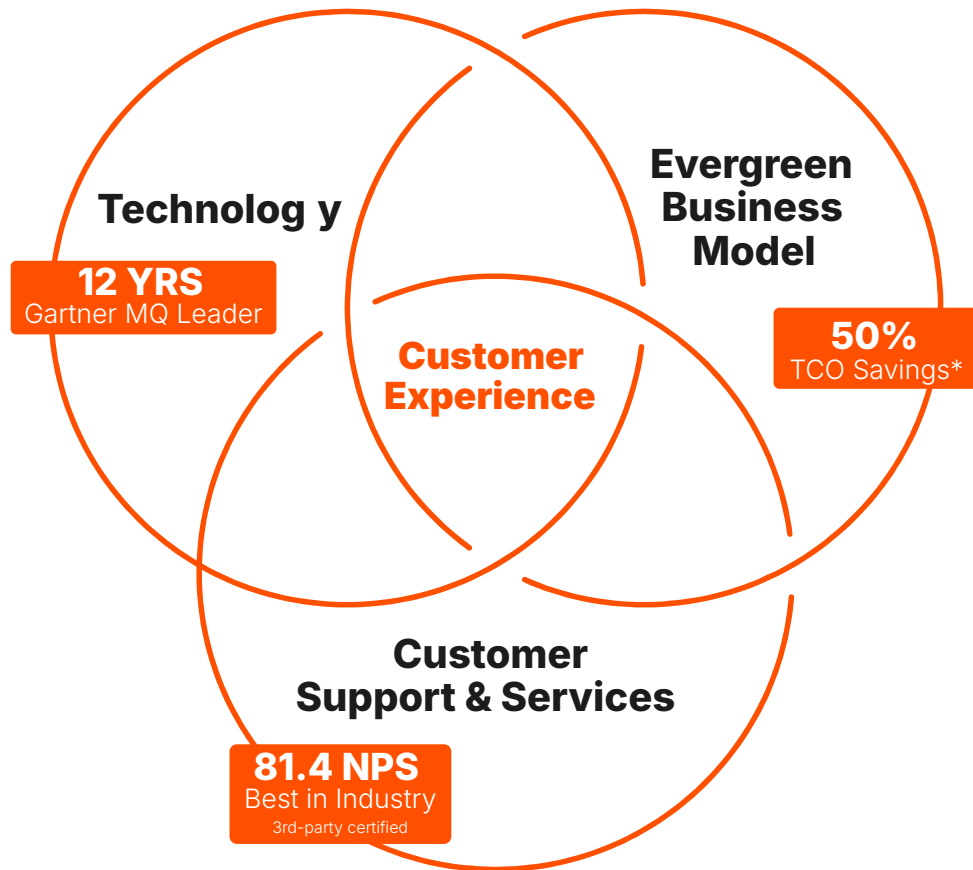 Technolog y
12 YRS
Gartner MQ Leader
Evergreen
Business
Model
50%
TCO Savings*
Customer
Experience
Customer
Support & Services
81.4 NPS
Best in Industry
3rd-party certified